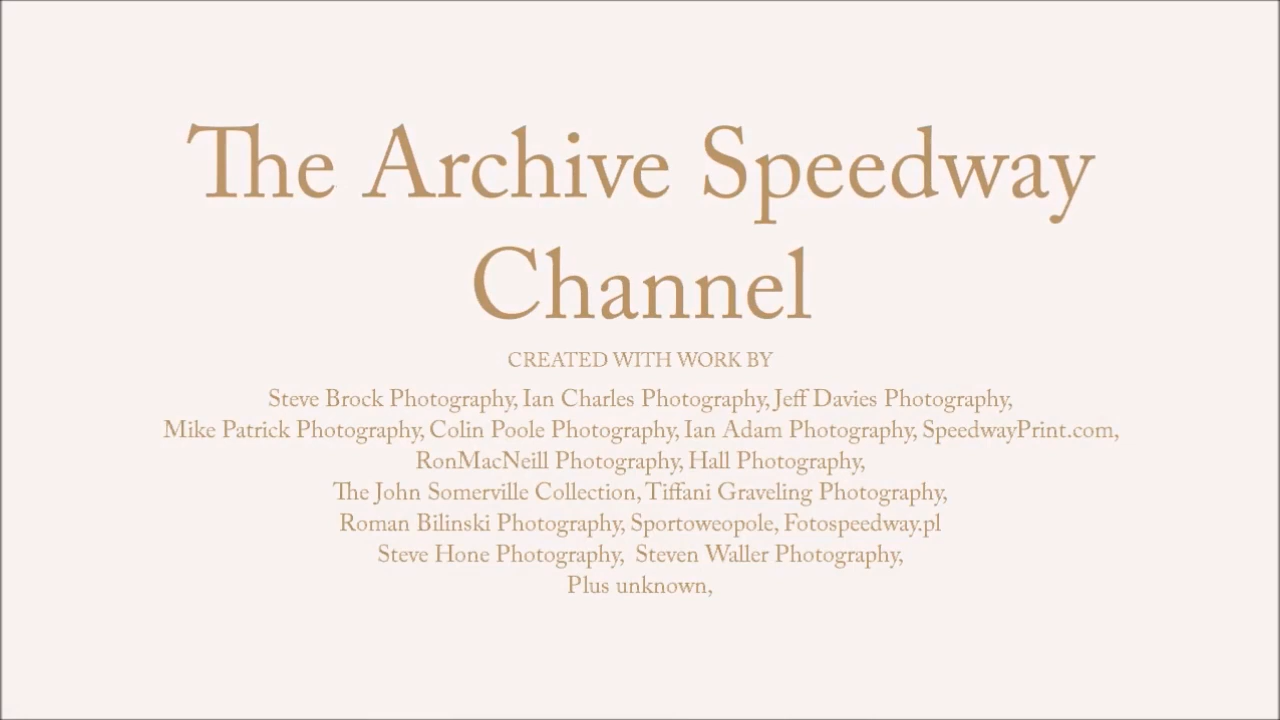 The Archive Speedway
Channel
CREATED WITH WORK BY
Steve Brock Photography, Ian Charles Photography, Jeff Davies Photography,
Mike Patrick Photography, Colin Poole Photography, Ian Adam Photography, SpeedwayPrint.com,
RonMacNeill Photography, Hall Photography,
The John Somerville Collection, Tiffani Graveling Photography,
Roman Bilinski Photography, Sportoweopole, Fotospeedway.pl
Steve Hone Photography,  Steven Waller Photography,
Plus unknown,